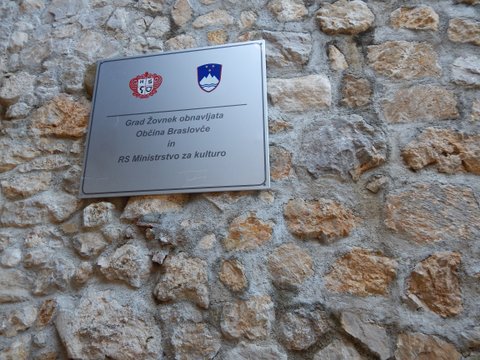 Grad Žovnek obnavljata
Občina Braslovče
in
RS Ministrstvo za kulturo